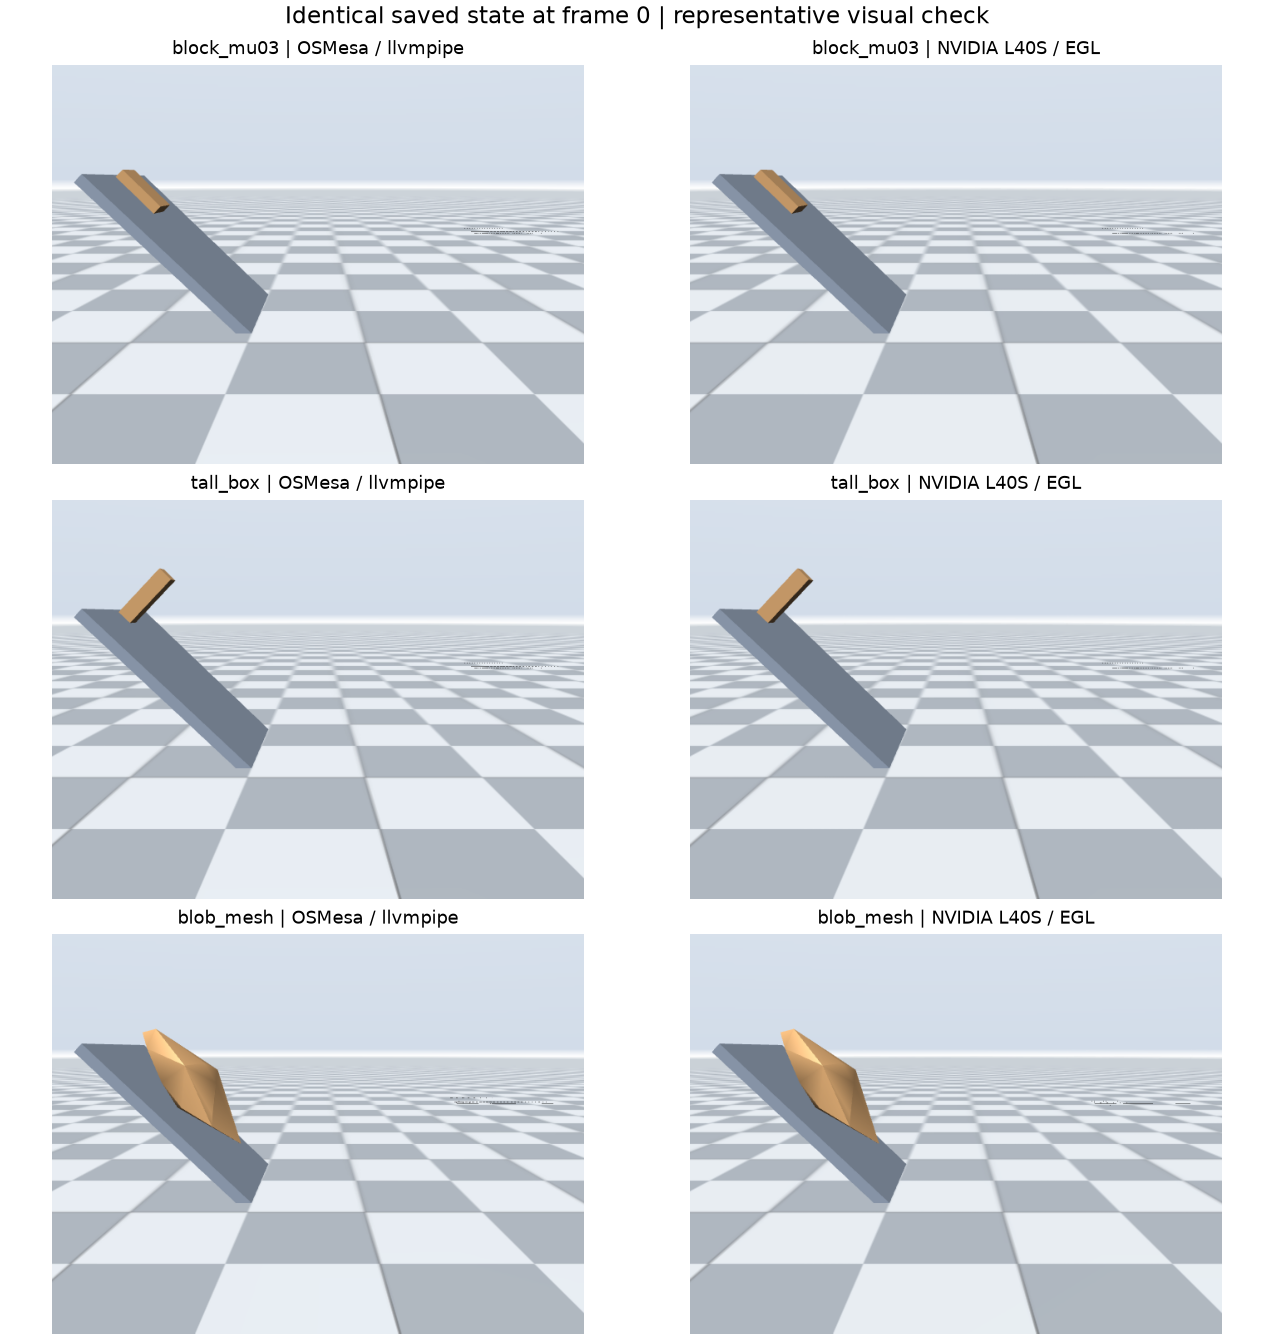 Identical saved state at frame 0 | representative visual check
block_mu03 | OSMesa / llvmpipe
block_mu03 | NVIDIA L40S / EGL
tall_box | OSMesa / llvmpipe
tall_box | NVIDIA L40S / EGL
blob_mesh | OSMesa / llvmpipe
blob_mesh | NVIDIA L40S / EGL